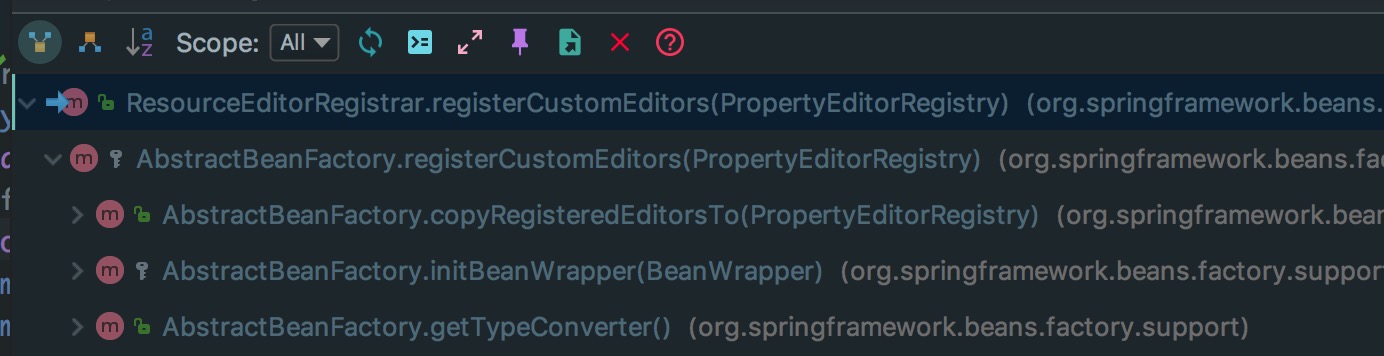 Scope: All
ResourceEditorRegistrar.registerCustomEditors(PropertyEditorRegistry) (org.springframework.beans.
AbstractBeanFactory.registerCustomEditors(PropertyEditorRegistry) (org.springframework.beans.fac
AbstractBeanFactory.copyRegisteredEditorsTo(PropertyEditorRegistry) (org.springframework.bean
AbstractBeanFactory.initBeanWrapper(BeanWrapper) (org.springframework.beans.factory.support
AbstractBeanFactory.getTypeConverter() (org.springframework.beans.factory.support)